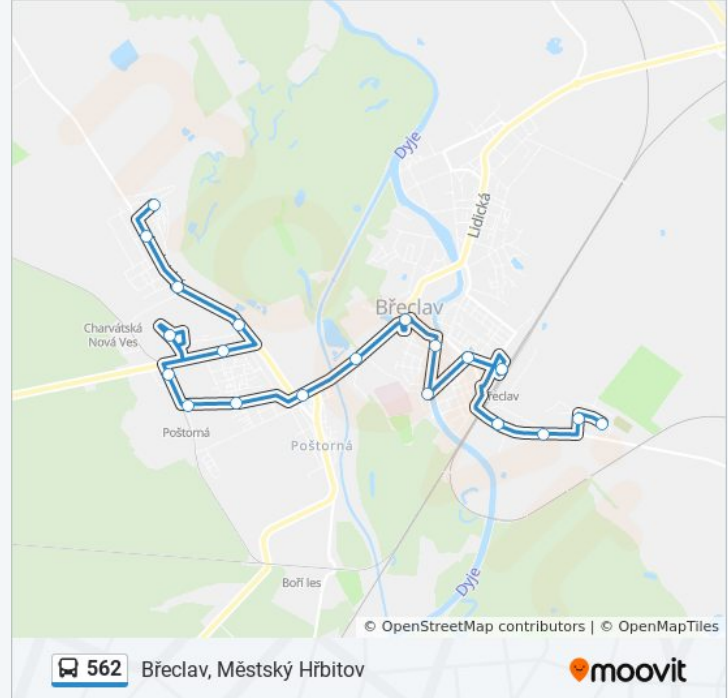 Dyje
Lidická
Břeclav
Charvátská
Nová Ves
řeclav
Poštorná
Poštorná
Boří les
Dyje
© OpenStreetMap contributors | © OpenMapTiles
562 Břeclav, Městský Hřbitov
moovit